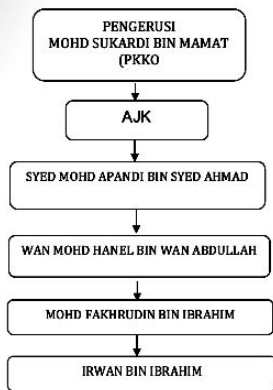 PENGERUSI
MOHD SUKARDI BIN MAMAT
(PKKO
AJK
SYED MOHD APANDI BIN SYED AHMAD
WAN MOHD HANEL BIN WAN ABDULLAH
MOHD FAKHRUDIN BIN IBRAHIM
IRWAN BIN IBRAHIM